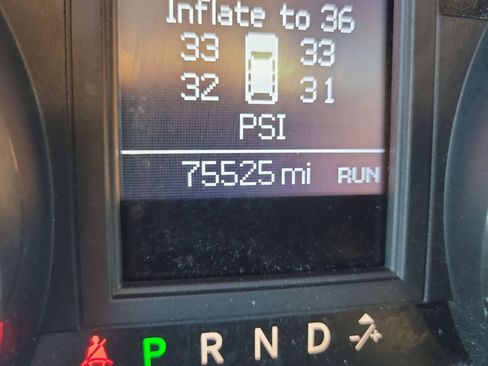 Inflate to 36
33 33
32 31
PSI
75525 mi RUN
P R N D